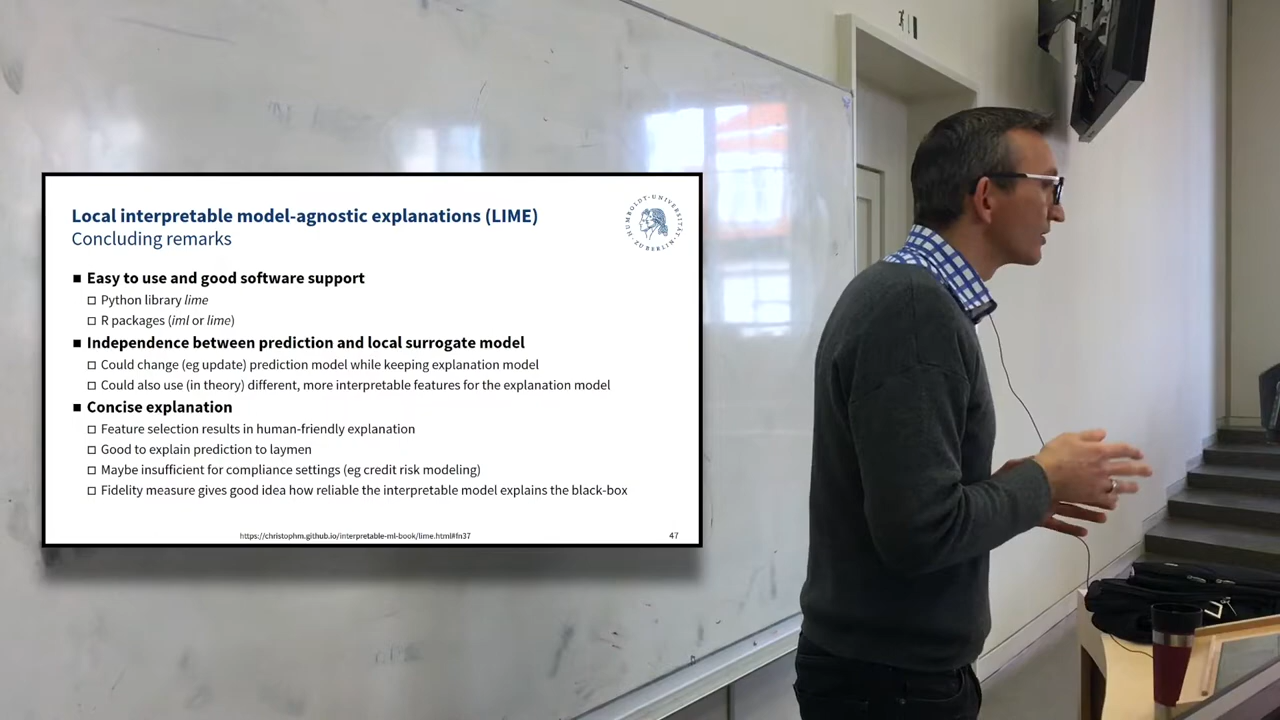 Local interpretable model-agnostic explanations (LIME)
Concluding remarks
HUMBOLDT-UNIVERSITÄT
ZU BERLIN
Easy to use and good software support
Python library lime
R packages (iml or lime)
Independence between prediction and local surrogate model
Could change (eg update) prediction model while keeping explanation model
Could also use (in theory) different, more interpretable features for the explanation model
Concise explanation
Feature selection results in human-friendly explanation
Good to explain prediction to laymen
Maybe insufficient for compliance settings (eg credit risk modeling)
Fidelity measure gives good idea how reliable the interpretable model explains the black-box
https://christophm.github.io/interpretable-ml-book/lime.html#fn37
47